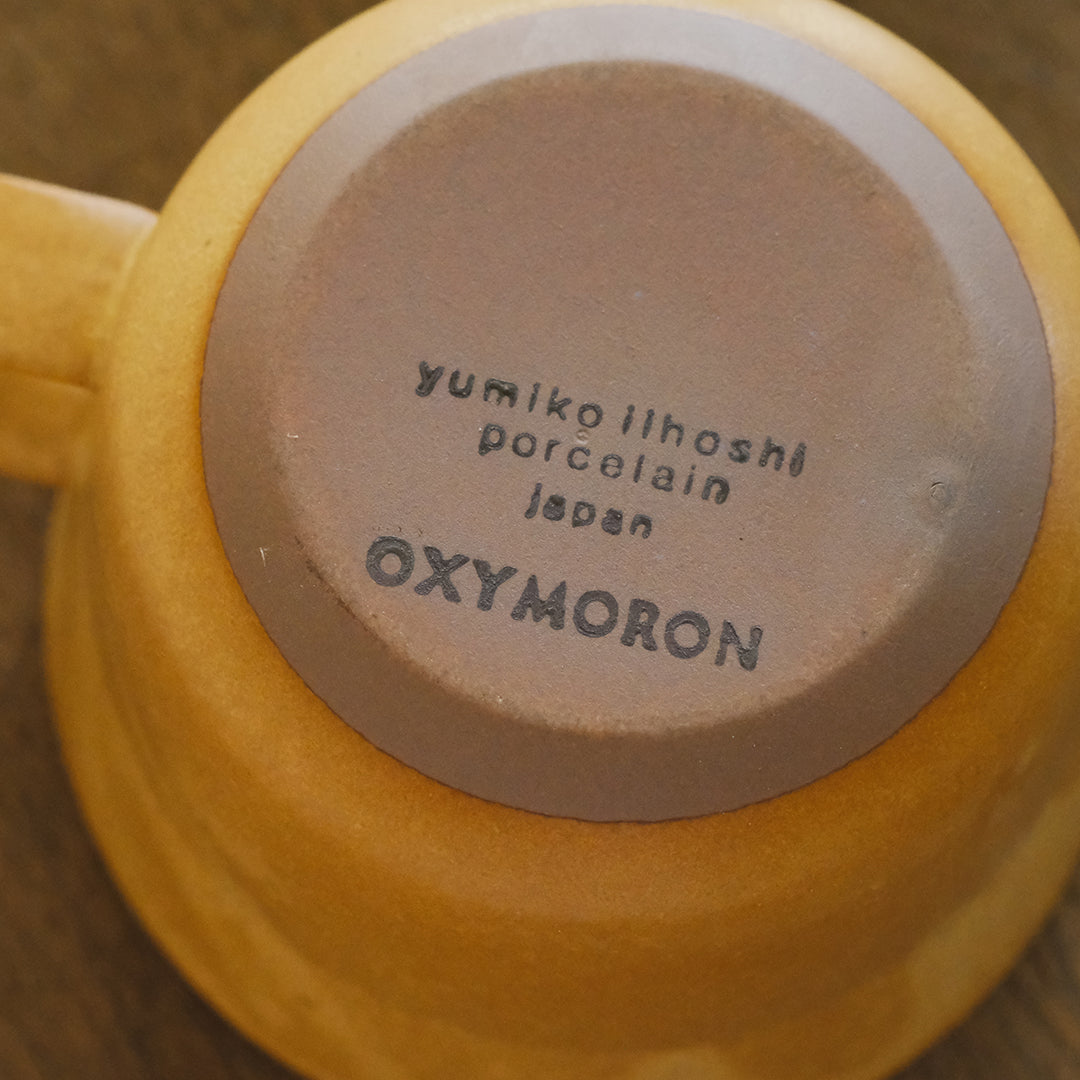 yumiko iihoshi
porcelain
japan
OXYMORON